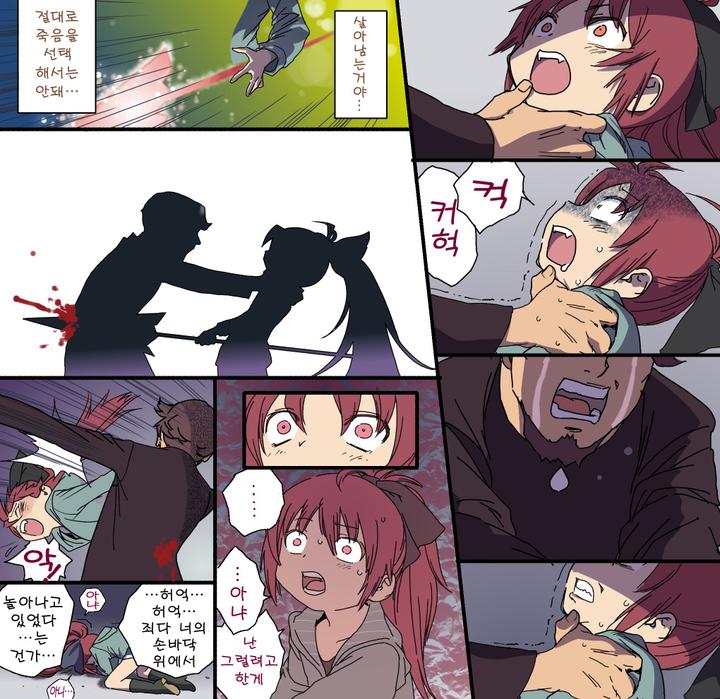 절대로
죽음을
선택
해서는
안돼…
살아남는거야…
컥
커
헉
악!
……
…아
냐
난
그럴려고
한게
…허억…
허억…
죄다 너의
손바닥
위에서
놀아나고
있었다
…는
건가…
아
냐
아니…